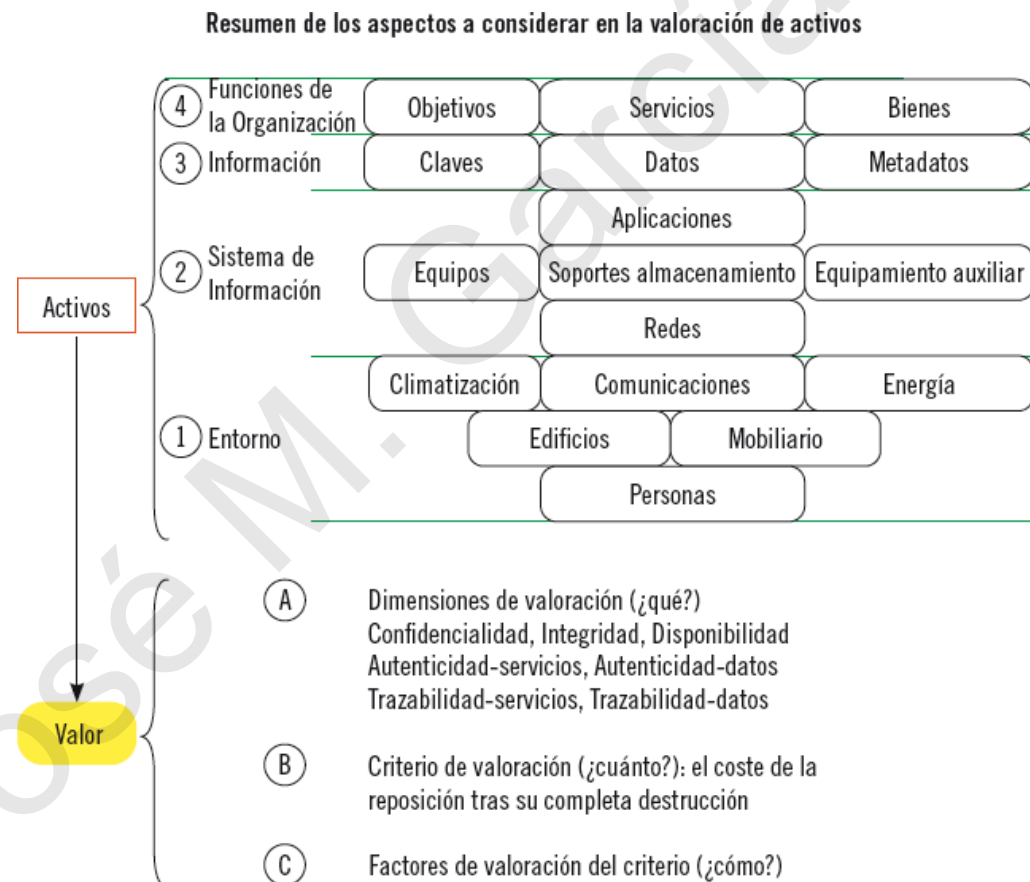 Resumen de los aspectos a considerar en la valoración de activos
4 Funciones de la Organización Objetivos Servicios Bienes
3 Información Claves Datos Metadatos
Aplicaciones
2 Sistema de Información Equipos Soportes almacenamiento Equipamiento auxiliar
Redes
Activos
Climatización Comunicaciones Energía
1 Entorno Edificios Mobiliario
Personas
A Dimensiones de valoración (¿qué?)
Confidencialidad, Integridad, Disponibilidad
Autenticidad-servicios, Autenticidad-datos
Trazabilidad-servicios, Trazabilidad-datos
Valor
B Criterio de valoración (¿cuánto?): el coste de la
reposición tras su completa destrucción
C Factores de valoración del criterio (¿cómo?)
José M. García